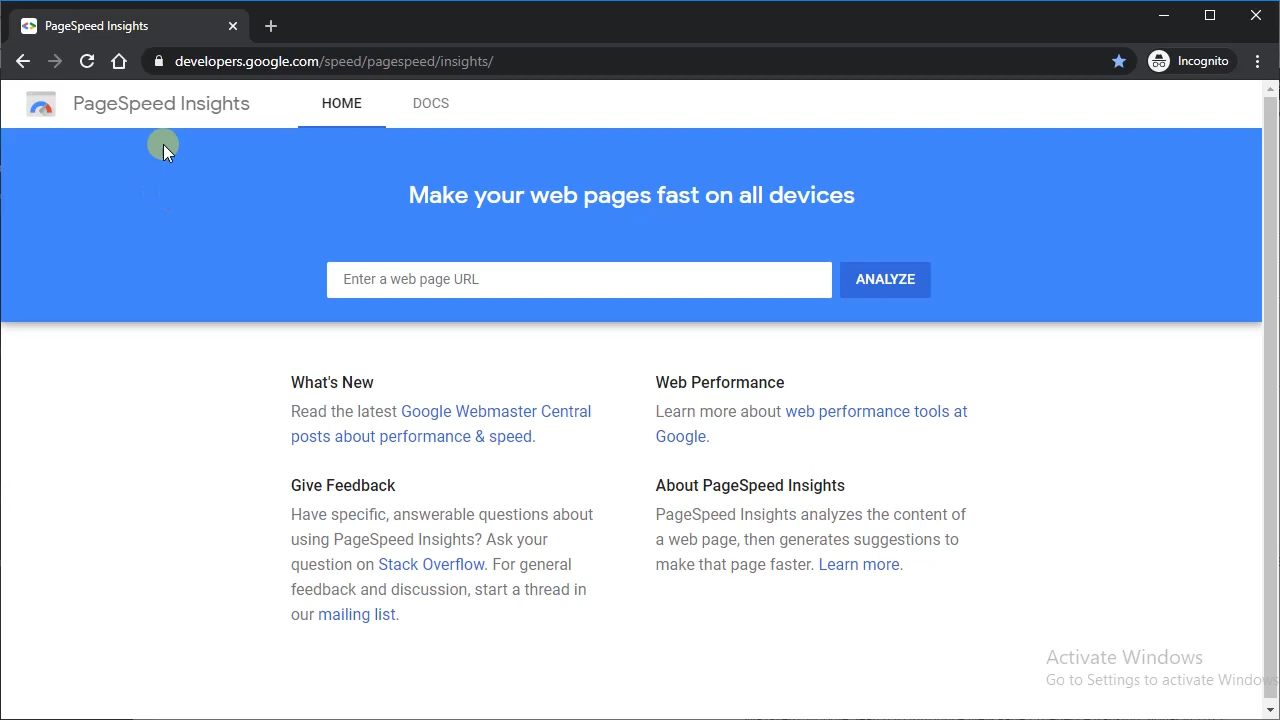 PageSpeed Insights
developers.google.com/speed/pagespeed/insights/
Incognito
PageSpeed Insights
HOME
DOCS
Make your web pages fast on all devices
Enter a web page URL
ANALYZE
What's New
Read the latest Google Webmaster Central
posts about performance & speed.
Web Performance
Learn more about web performance tools at
Google.
Give Feedback
Have specific, answerable questions about
using PageSpeed Insights? Ask your
question on Stack Overflow. For general
feedback and discussion, start a thread in
our mailing list.
About PageSpeed Insights
PageSpeed Insights analyzes the content of
a web page, then generates suggestions to
make that page faster. Learn more.
Activate Windows
Go to Settings to activate Windows